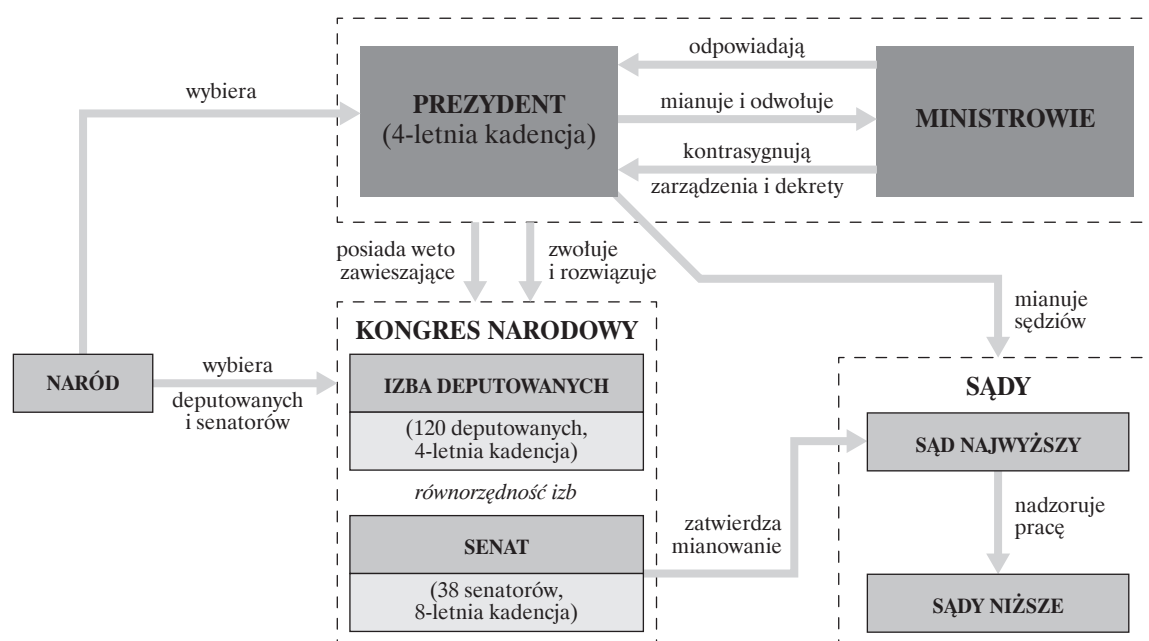 wybiera
PREZYDENT
(4-letnia kadencja)
odpowiadają
mianuje i odwołuje
kontrasygnują
zarządzenia i dekrety
MINISTROWIE
posiada weto
zawieszające
zwołuje
i rozwiązuje
mianuje
sędziów
NARÓD
wybiera
deputowanych
i senatorów
KONGRES NARODOWY
IZBA DEPUTOWANYCH
(120 deputowanych,
4-letnia kadencja)
równorzędność izb
SENAT
(38 senatorów,
8-letnia kadencja)
zatwierdza
mianowanie
SĄDY
SĄD NAJWYŻSZY
nadzoruje
pracę
SĄDY NIŻSZE